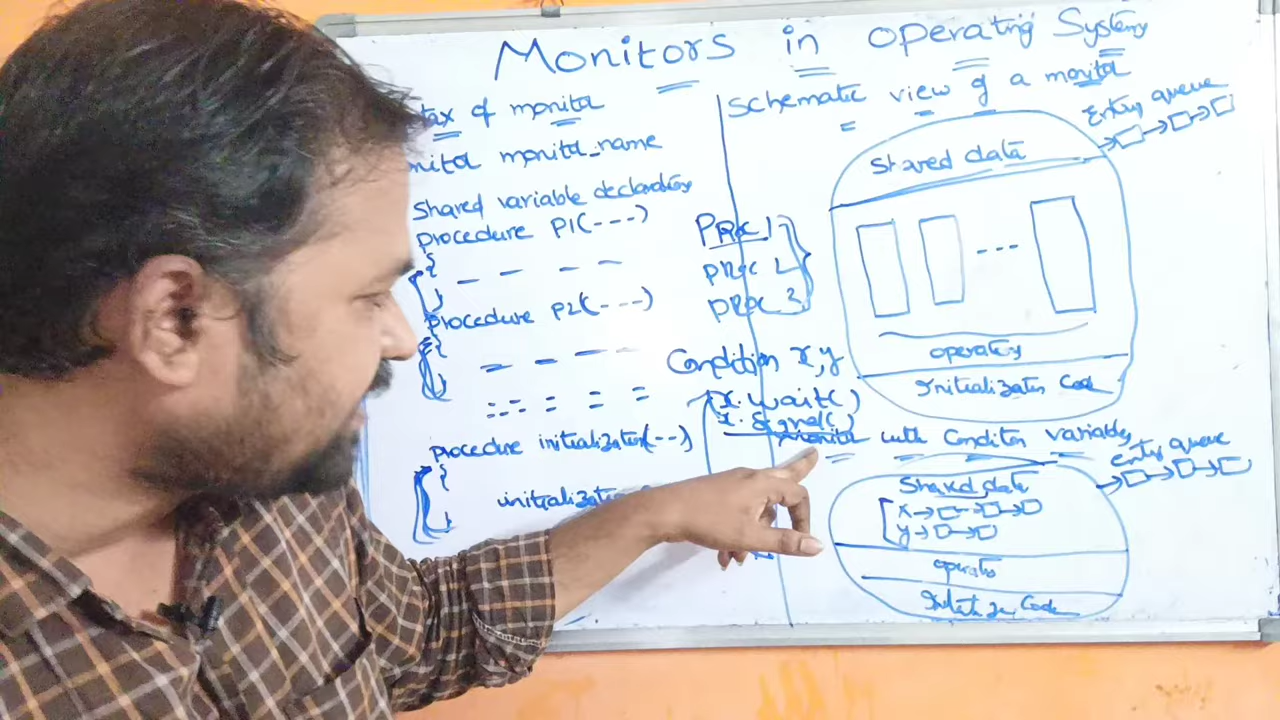 Monitors in operating System
tax of monitor
nitor monitor_name
Shared variable declaration
procedure P1(---)
{
}
procedure P2(---)
{
}
procedure initialization(--)
{
initialization
}
Proc 1
proc 2
proc 3
Condition x,y
x.wait()
x.signal()
Schematic view of a monitor
Entry queue
Shared data
---
operations
Initialization Code
Monitor with Condition variables
entry queue
Shared data
x
y